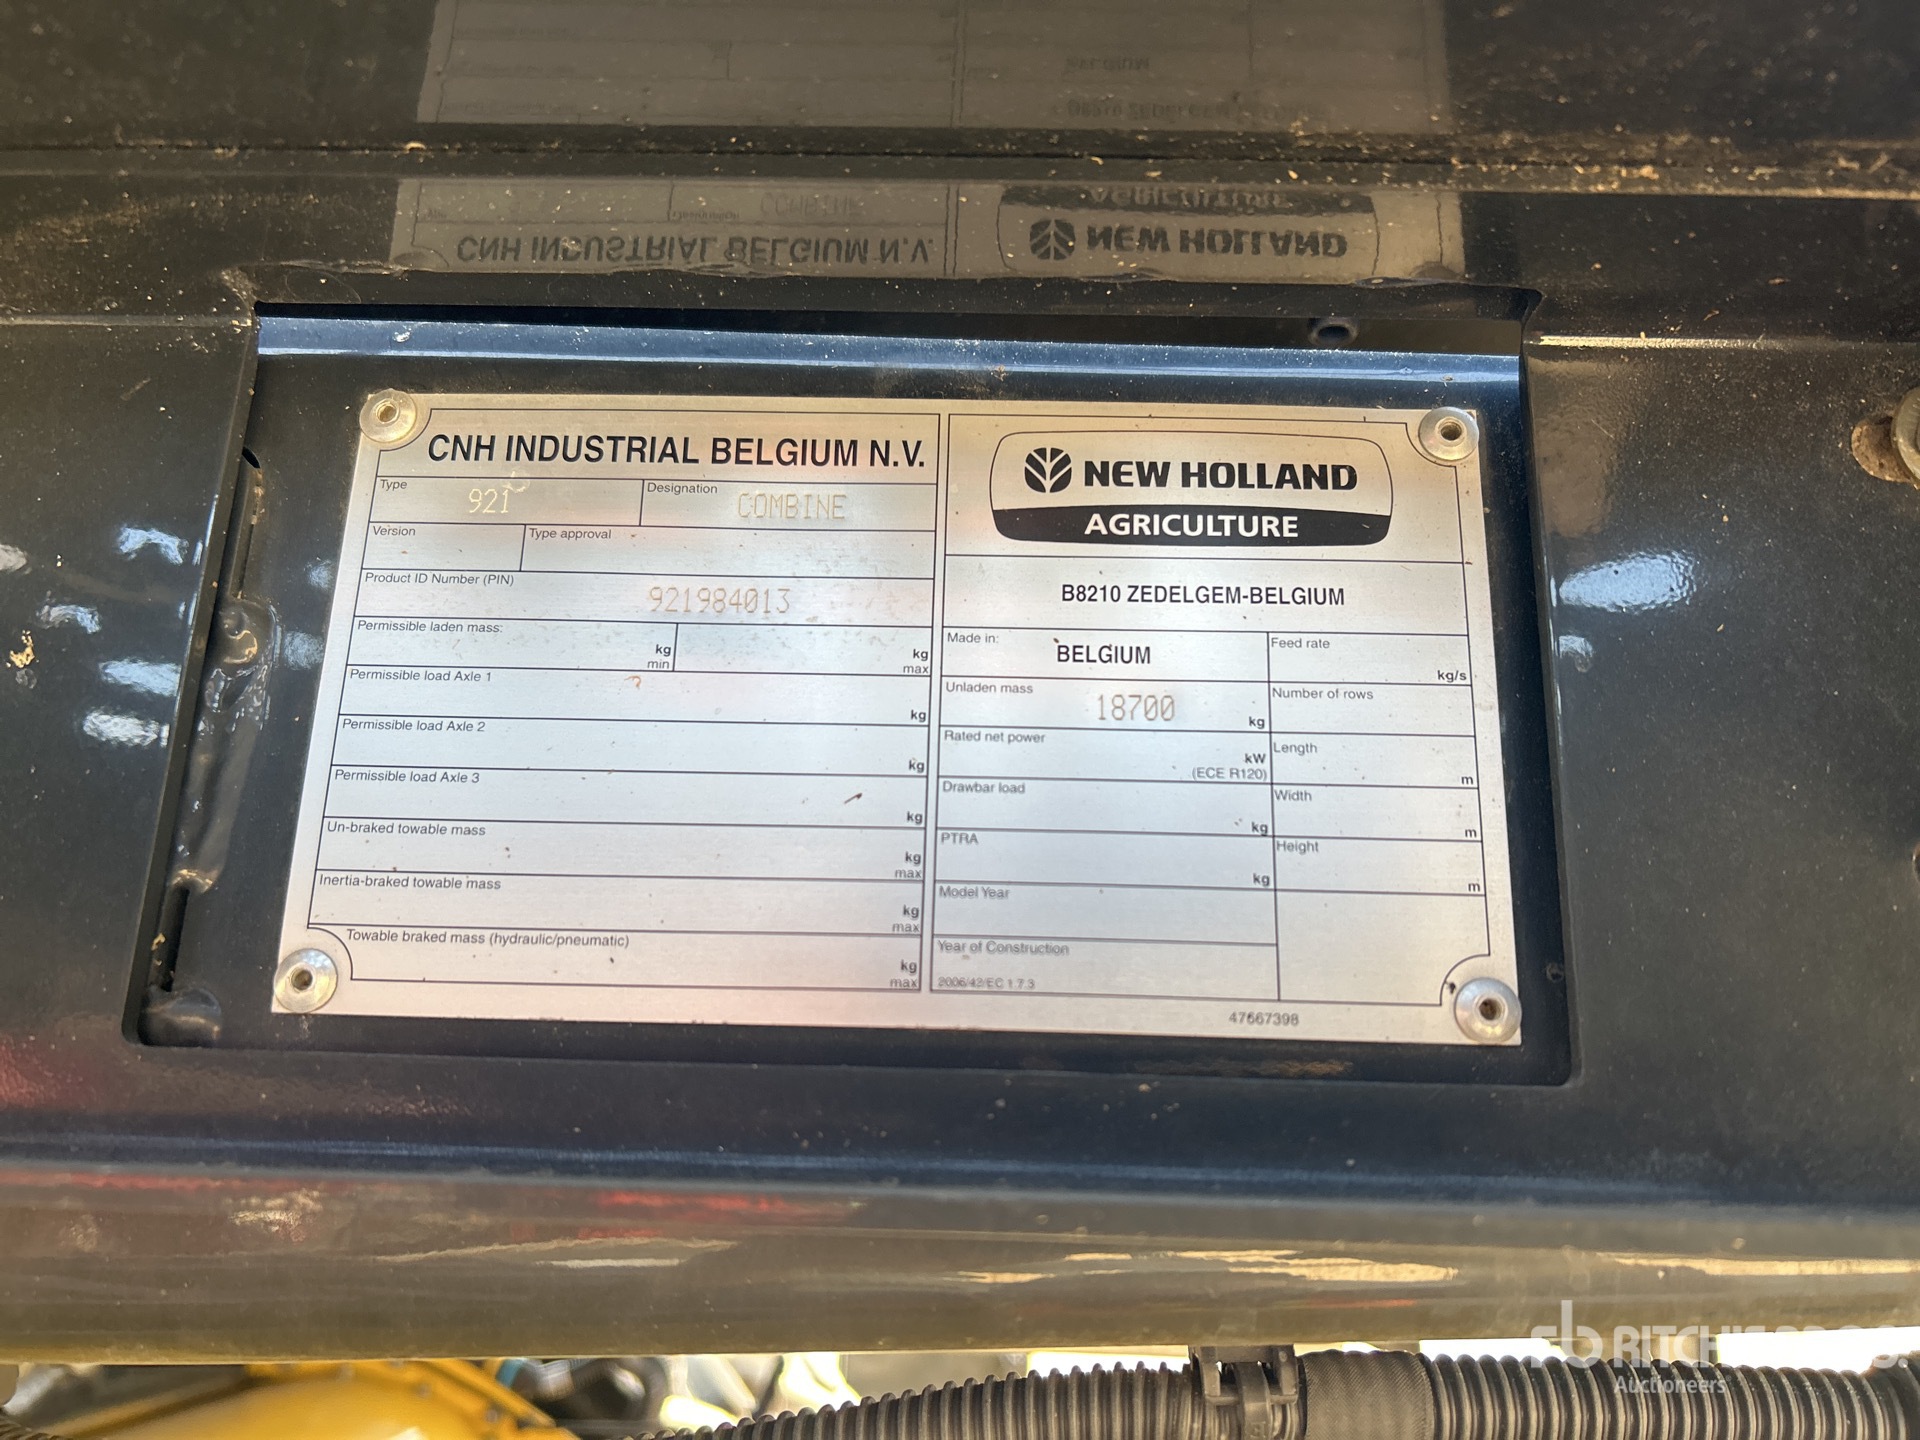 CNH INDUSTRIAL BELGIUM N.V.
Type 921
Designation COMBINE
Version
Type approval
Product ID Number (PIN) 921984013
Permissible laden mass: kg min kg max
Permissible load Axle 1 kg
Permissible load Axle 2 kg
Permissible load Axle 3 kg
Un-braked towable mass kg max
Inertia-braked towable mass kg max
Towable braked mass (hydraulic/pneumatic) kg max
NEW HOLLAND
AGRICULTURE
B8210 ZEDELGEM-BELGIUM
Made in: BELGIUM
Feed rate kg/s
Unladen mass 18700 kg
Number of rows
Rated net power kW (ECE R120)
Length m
Drawbar load kg
Width m
PTRA kg
Height m
Model Year
Year of Construction
2006/42/EC 1.7.3
47667398
rb RITCHIE BROS.
Auctioneers